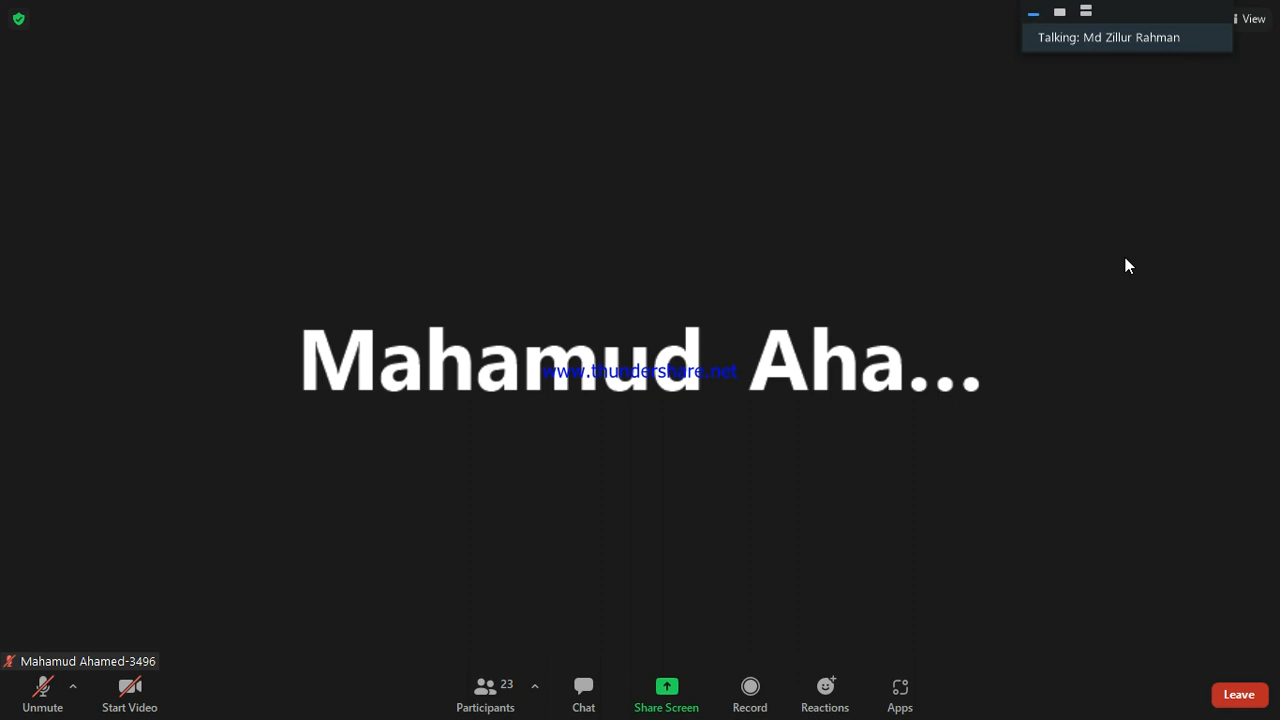 View
Talking: Md Zillur Rahman
Mahamud Aha...
www.thundershare.net
Mahamud Ahamed-3496
Unmute
Start Video
23
Participants
Chat
Share Screen
Record
Reactions
Apps
Leave